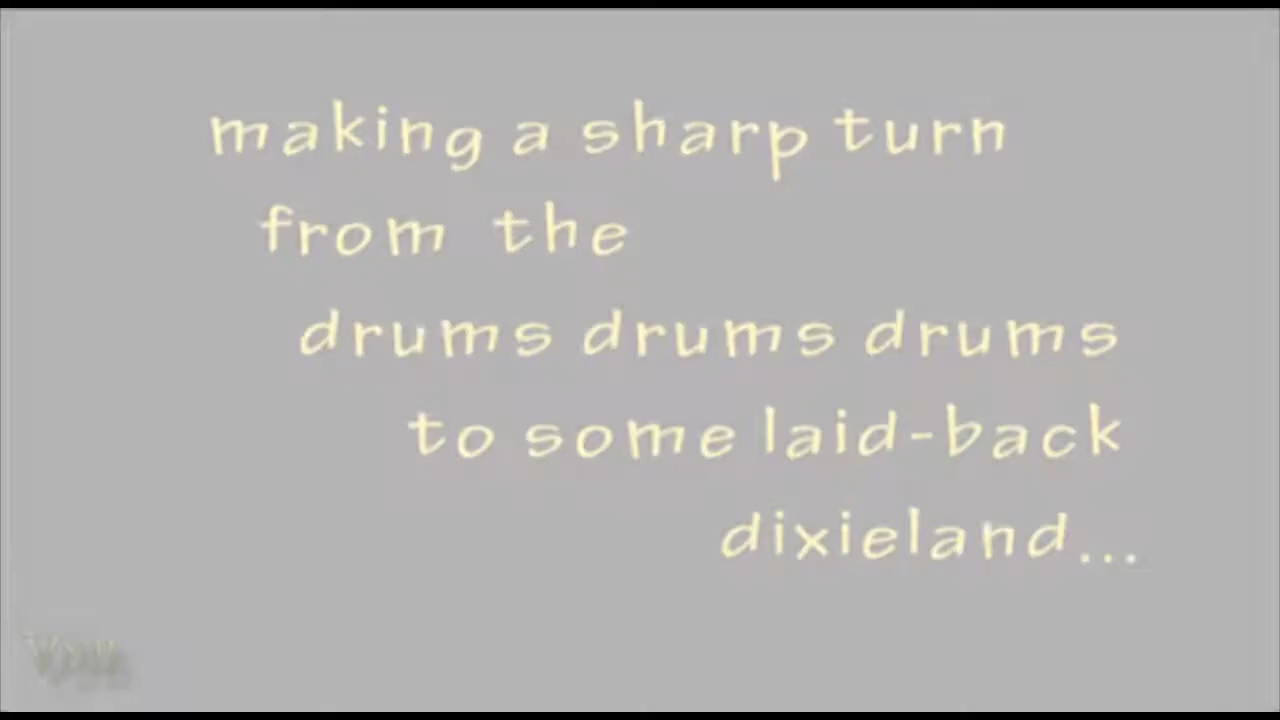 making a sharp turn
from the
drums drums drums
to some laid-back
dixieland...